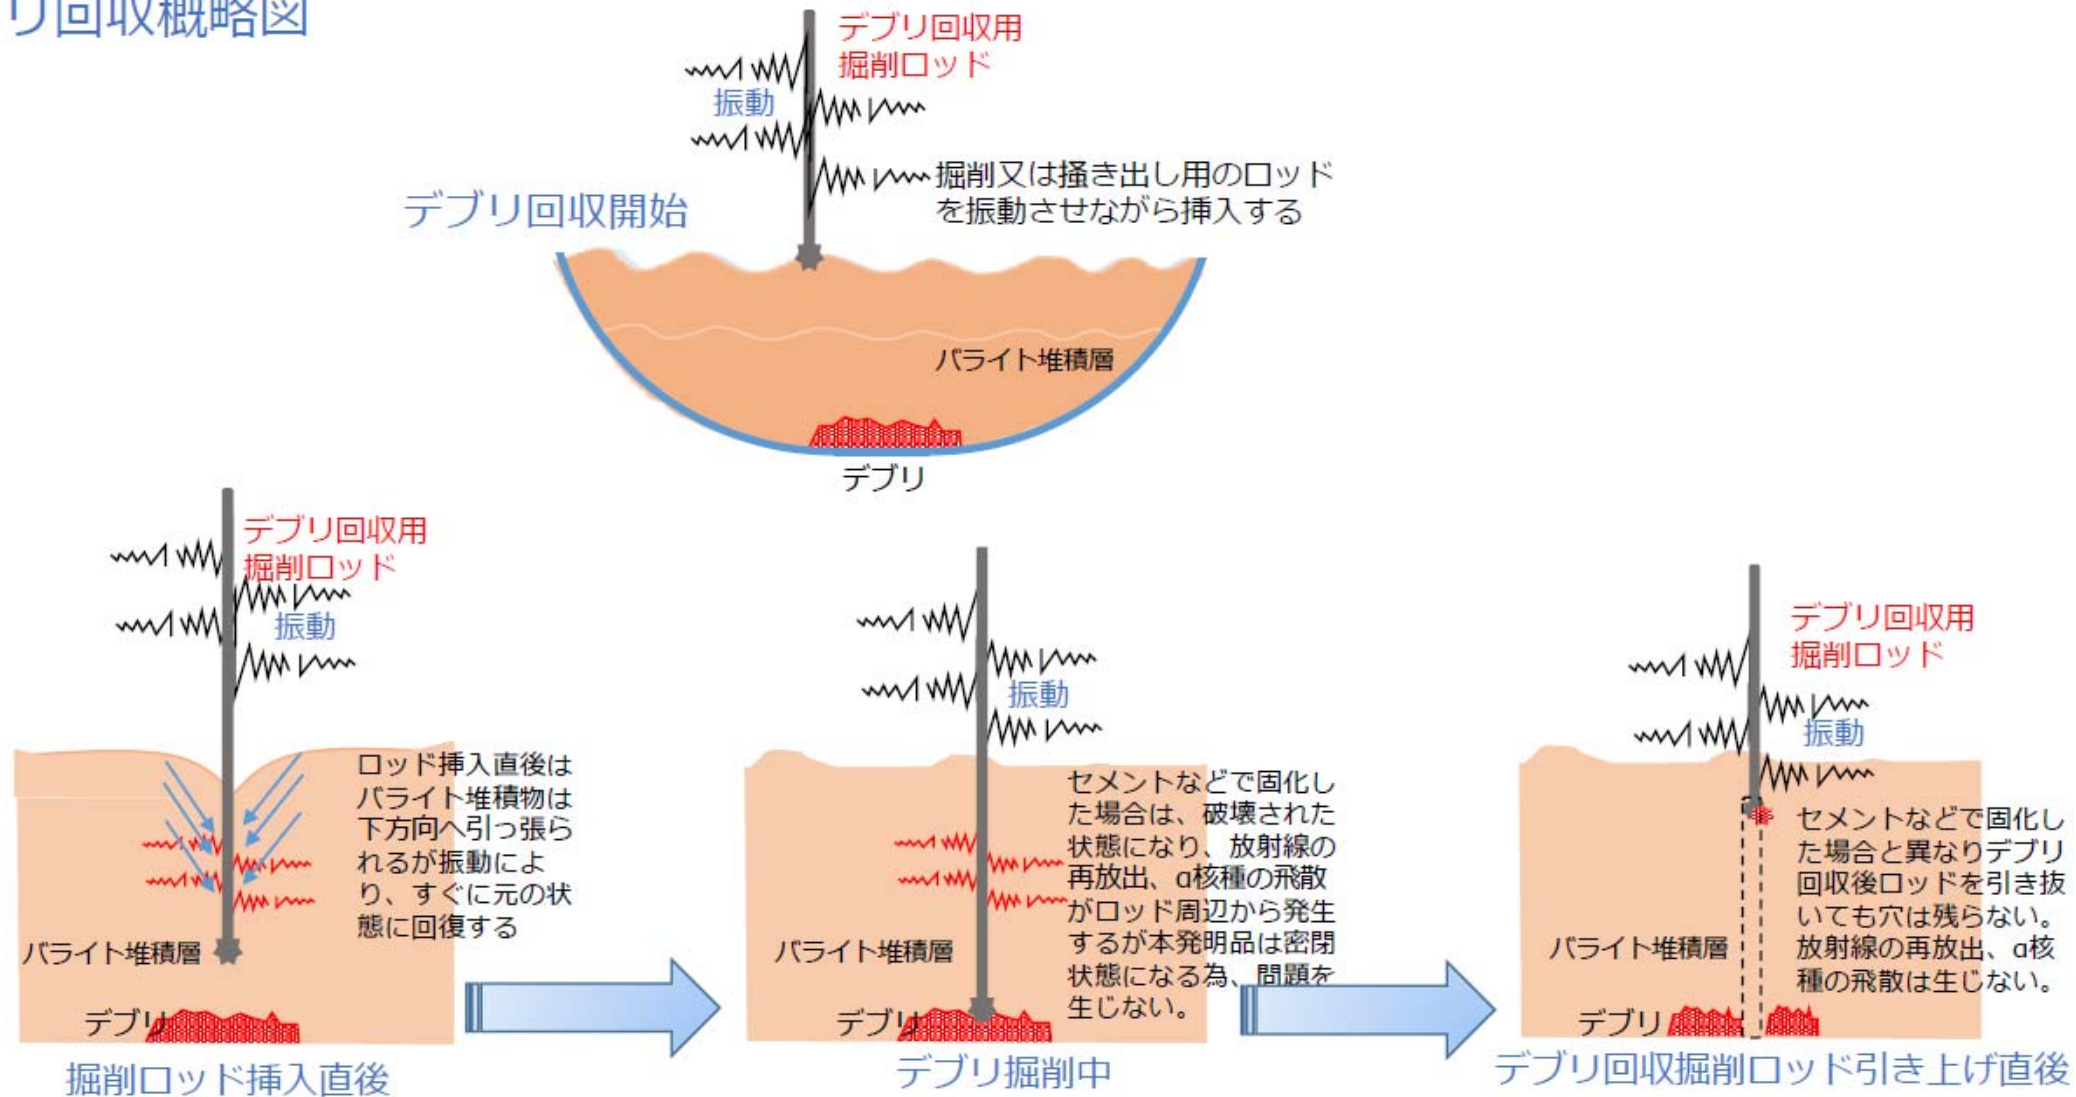 リ回収概略図
デブリ回収用
掘削ロッド
振動
掘削又は掻き出し用のロッド
を振動させながら挿入する
デブリ回収開始
バライト堆積層
デブリ
デブリ回収用
掘削ロッド
振動
ロッド挿入直後は
バライト堆積物は
下方向へ引っ張ら
れるが振動によ
り、すぐに元の状
態に回復する
バライト堆積層
デブリ
掘削ロッド挿入直後
振動
セメントなどで固化し
た場合は、破壊された
状態になり、放射線の
再放出、α核種の飛散
がロッド周辺から発生
するが本発明品は密閉
状態になる為、問題を
生じない。
バライト堆積層
デブリ
デブリ掘削中
デブリ回収用
掘削ロッド
振動
セメントなどで固化し
た場合と異なりデブリ
回収後ロッドを引き抜
いても穴は残らない。
放射線の再放出、α核
種の飛散は生じない。
バライト堆積層
デブリ
デブリ回収掘削ロッド引き上げ直後